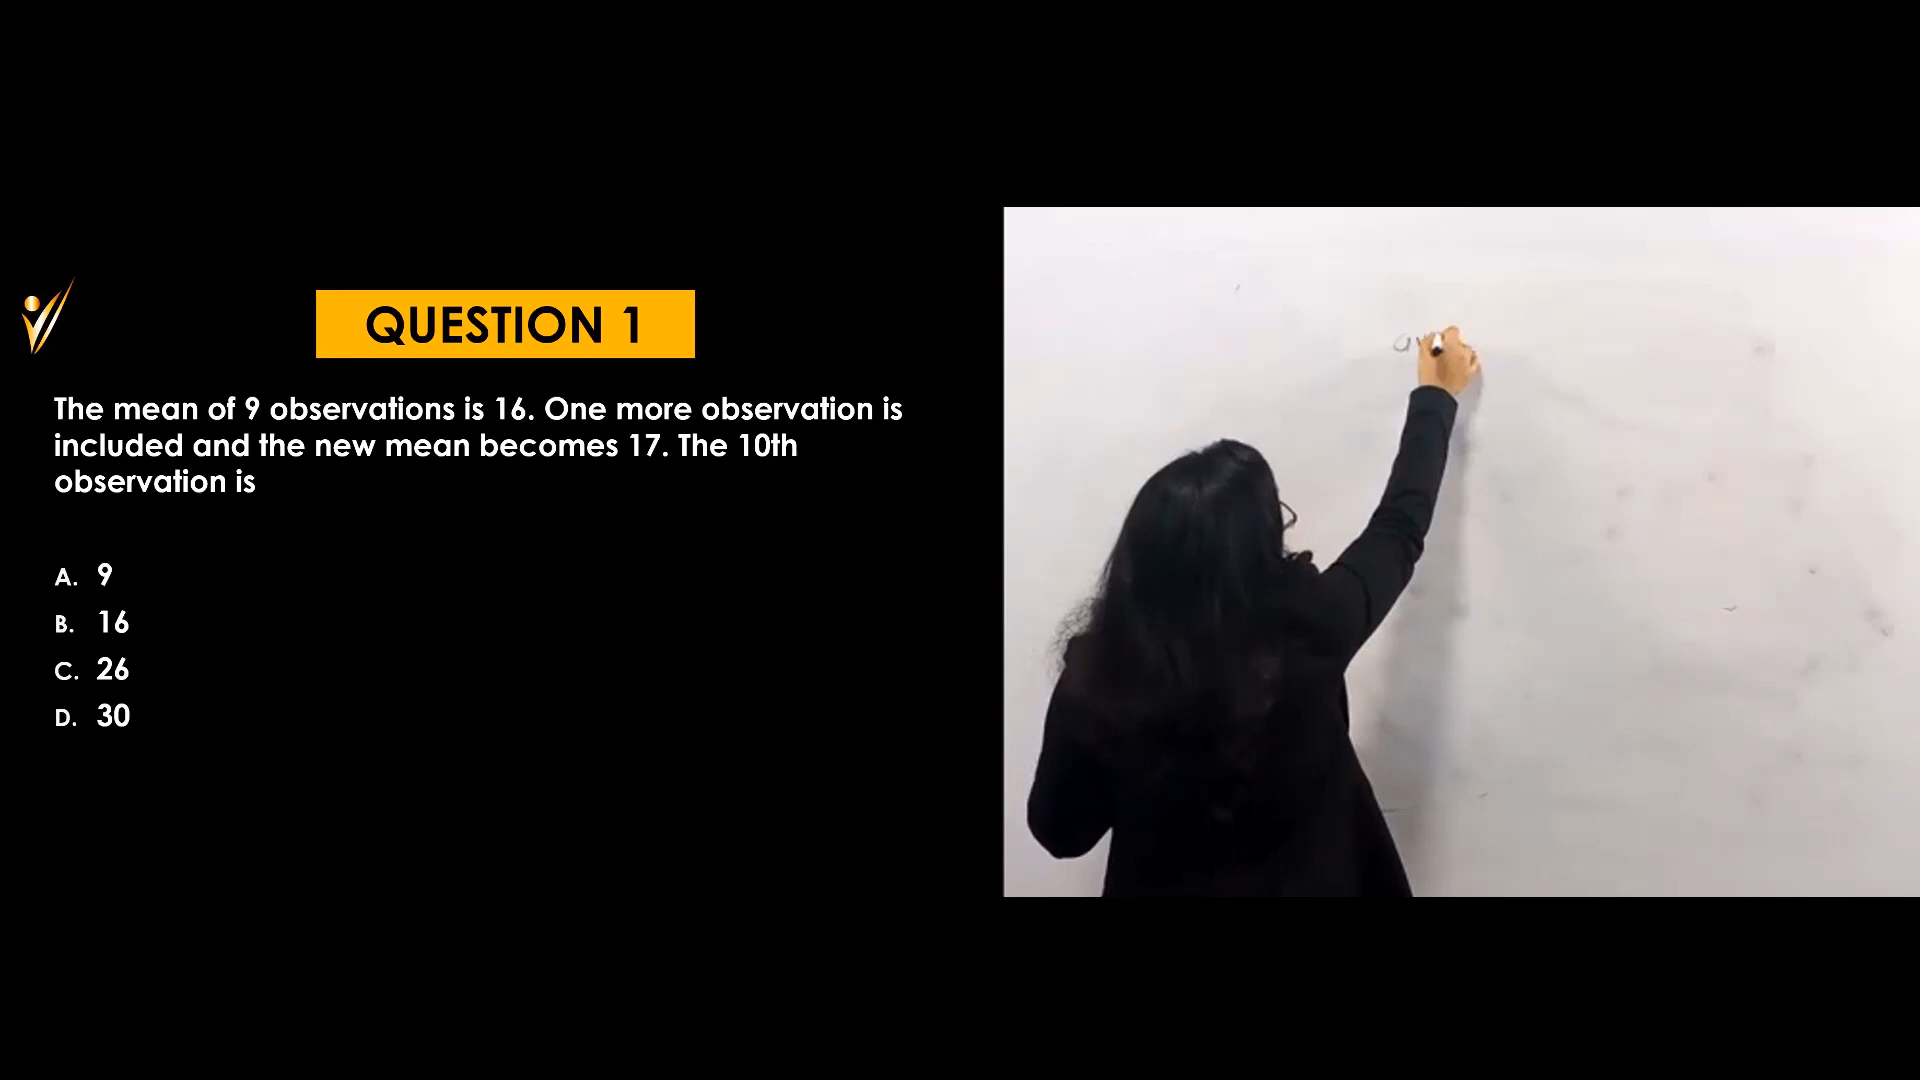 QUESTION 1
The mean of 9 observations is 16. One more observation is
included and the new mean becomes 17. The 10th
observation is
A. 9
B. 16
C. 26
D. 30